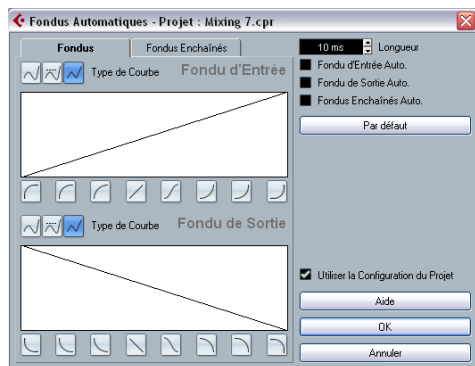 Fondus Automatiques - Projet : Mixing 7.cpr
Fondus
Fondus Enchaînés
Type de Courbe
Fondu d'Entrée
Type de Courbe
Fondu de Sortie
10 ms
Longueur
Fondu d'Entrée Auto.
Fondu de Sortie Auto.
Fondus Enchaînés Auto.
Par défaut
Utiliser la Configuration du Projet
Aide
OK
Annuler